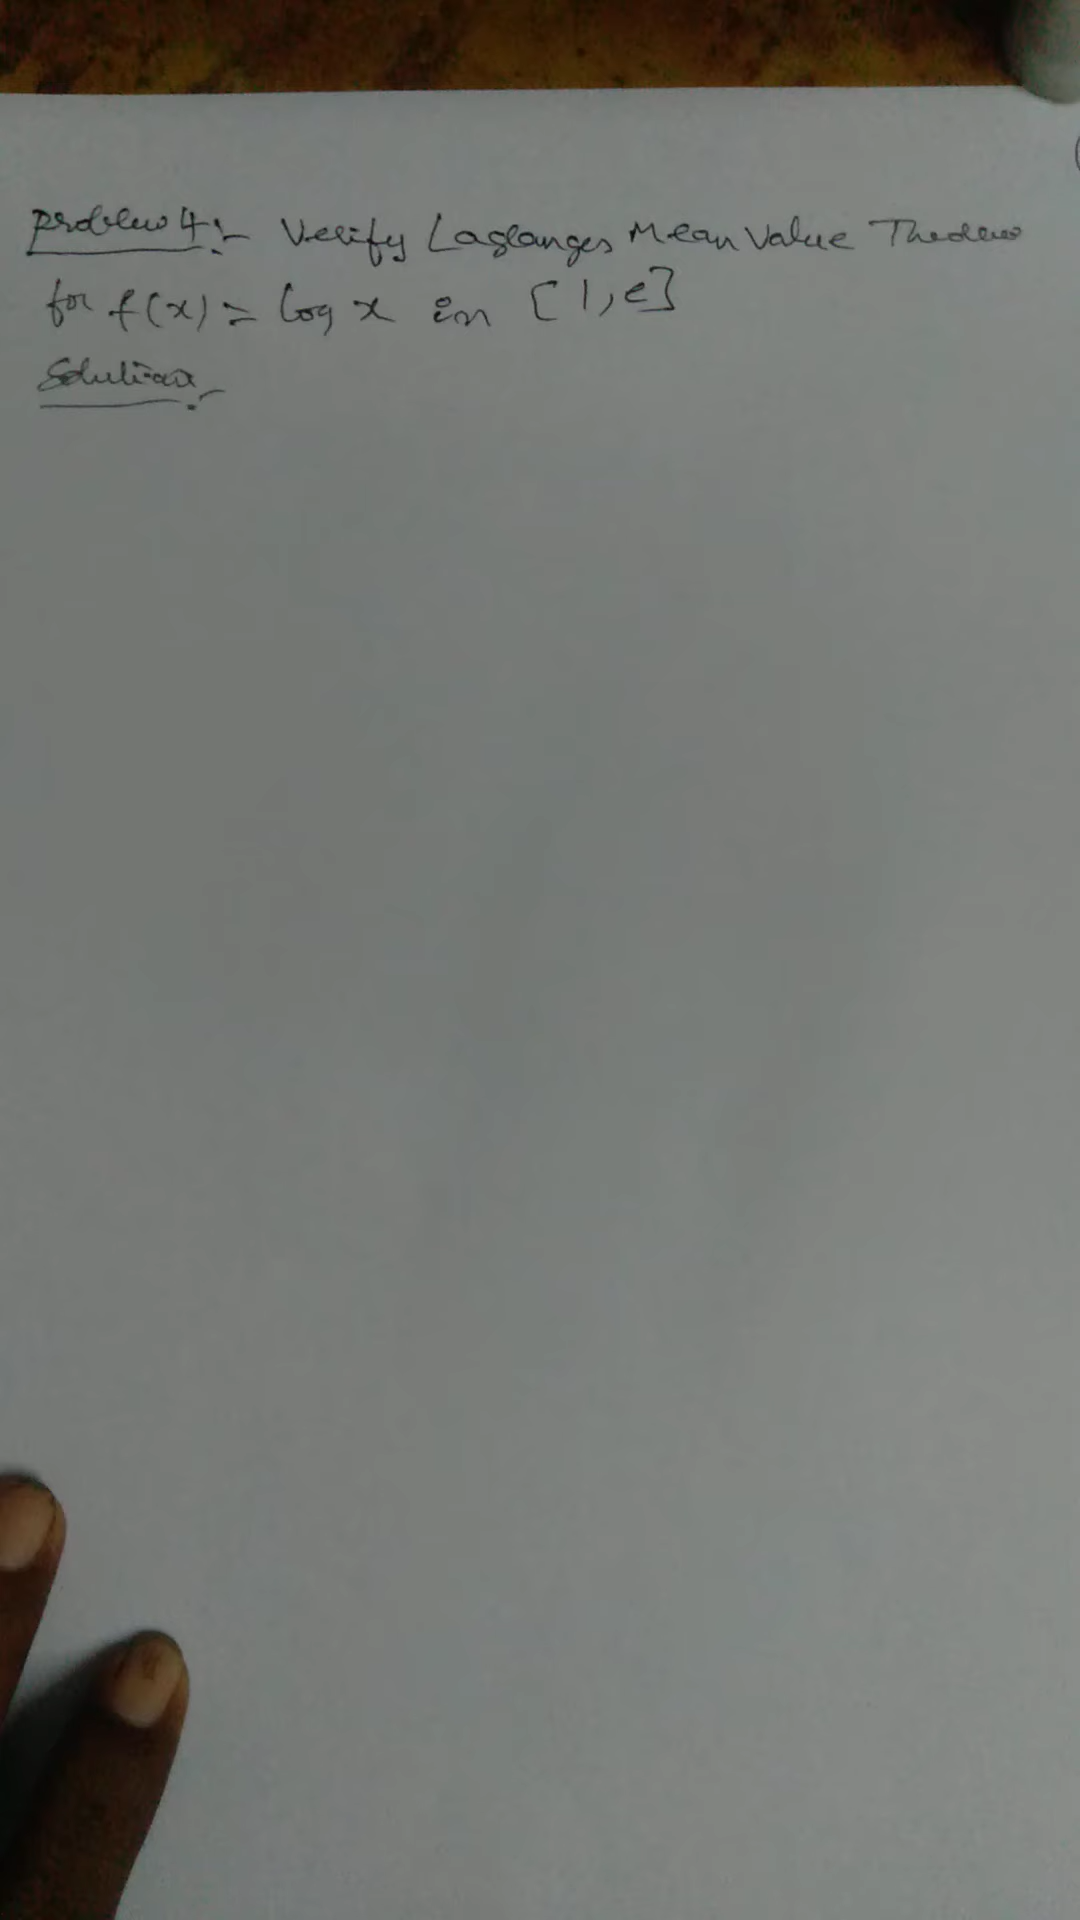 Problem 4:- Verify Lagranges Mean Value Theorem
for f(x) = log x in [1,e]
Solution:-